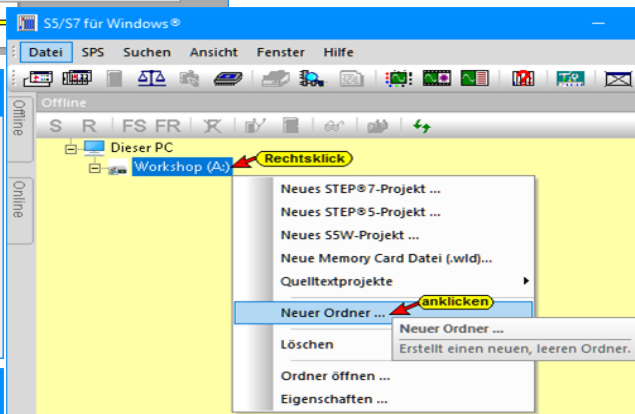 S5/S7 für Windows®
Datei SPS Suchen Ansicht Fenster Hilfe
Offline
Offline
S R FS FR
Dieser PC
Workshop (A:)
Rechtsklick
Online
Neues STEP®7-Projekt ...
Neues STEP®5-Projekt ...
Neues S5W-Projekt ...
Neue Memory Card Datei (.wld)...
Quelltextprojekte
Neuer Ordner ...
anklicken
Neuer Ordner ...
Erstellt einen neuen, leeren Ordner.
Löschen
Ordner öffnen ...
Eigenschaften ...